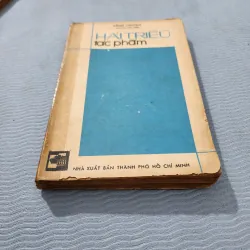 HẢI TRIỀU
tác phẩm
NHÀ XUẤT BẢN THÀNH PHỐ HỒ CHÍ MINH